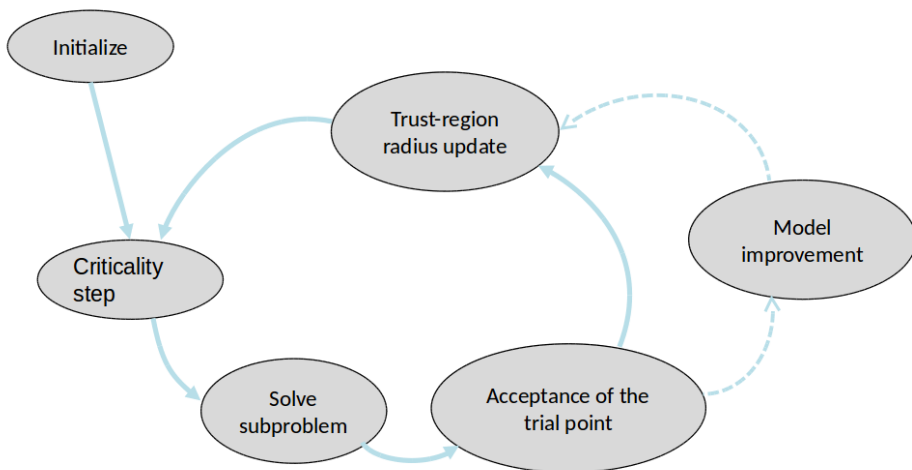 Initialize
Trust-region
radius update
Model
improvement
Criticality
step
Solve
subproblem
Acceptance of the
trial point